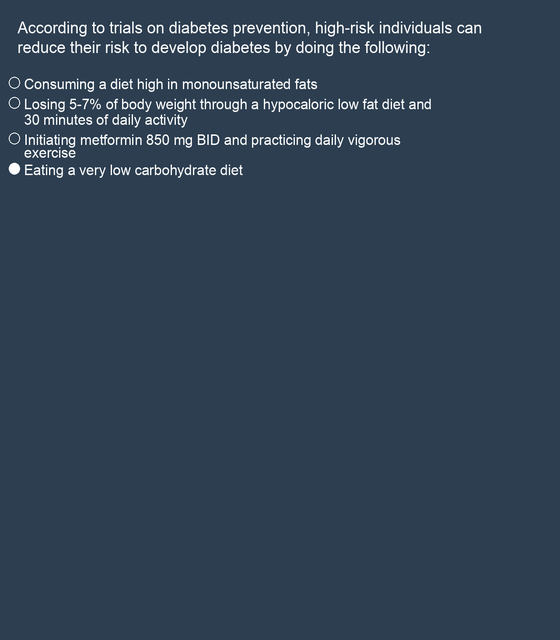 According to trials on diabetes prevention, high-risk individuals can
reduce their risk to develop diabetes by doing the following:
Consuming a diet high in monounsaturated fats
Losing 5-7% of body weight through a hypocaloric low fat diet and
30 minutes of daily activity
Initiating metformin 850 mg BID and practicing daily vigorous
exercise
Eating a very low carbohydrate diet